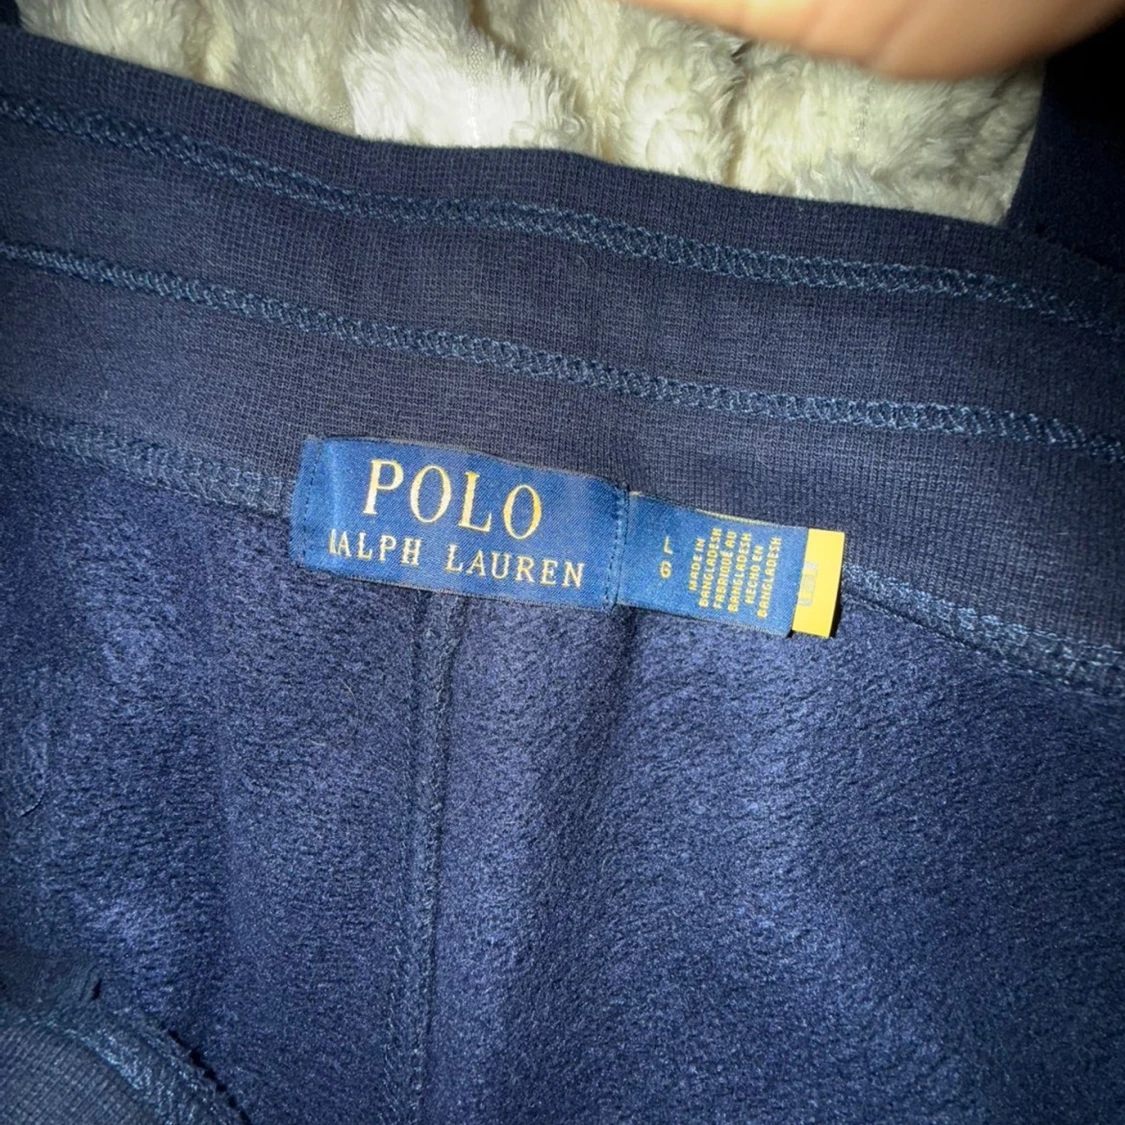 POLO
RALPH LAUREN
L
G
MADE IN
BANGLADESH
FABRIQUÉ AU
BANGLADESH
HECHO EN
BANGLADESH